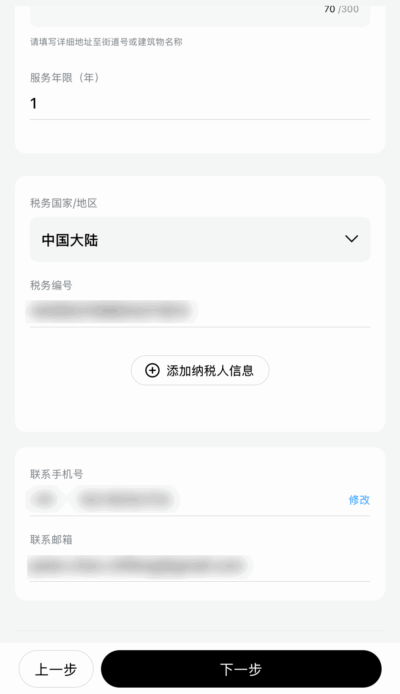 70 /300
请填写详细地址至街道号或建筑物名称
服务年限（年）
1
税务国家/地区
中国大陆
税务编号
添加纳税人信息
联系手机号
修改
联系邮箱
上一步
下一步